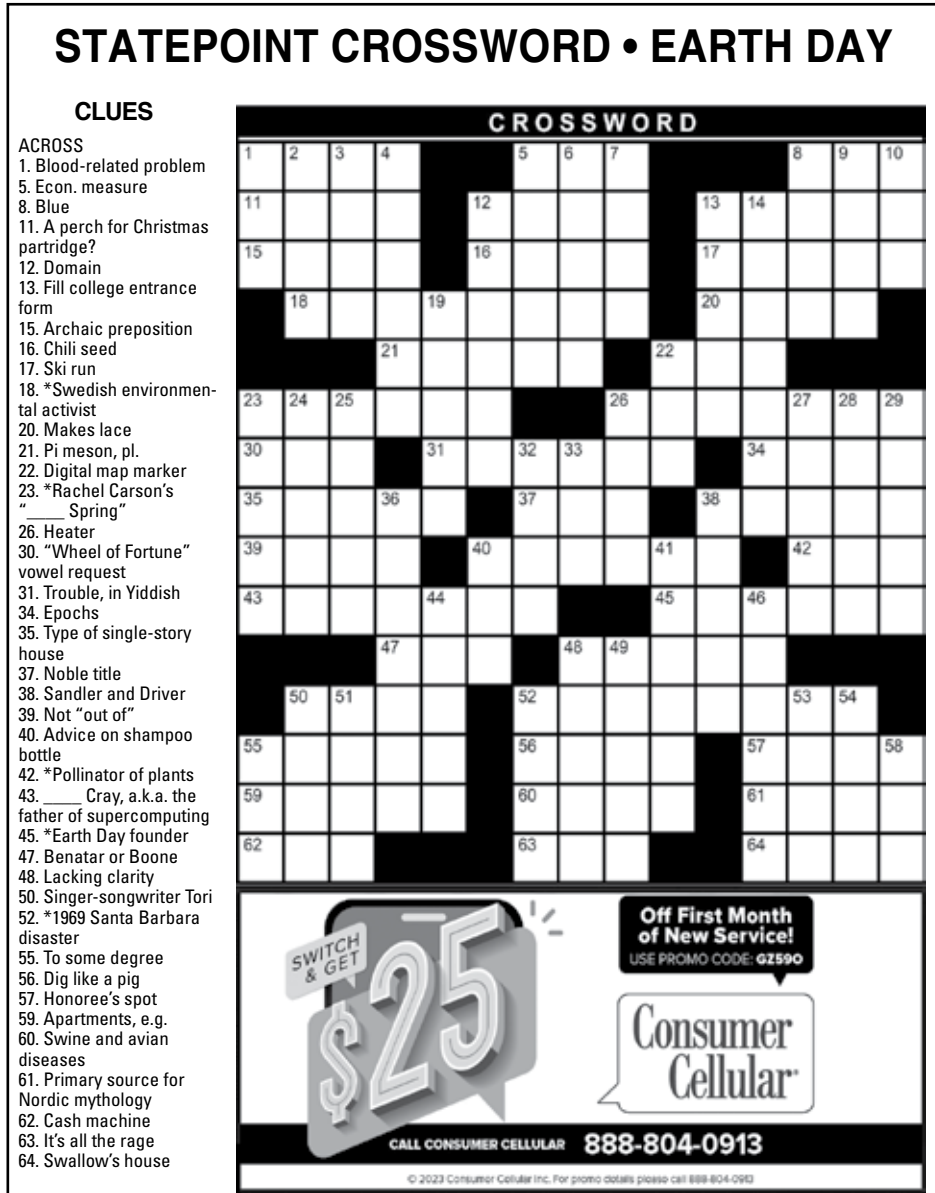 STATEPOINT CROSSWORD • EARTH DAY
CLUES
ACROSS
1. Blood-related problem
5. Econ. measure
8. Blue
11. A perch for Christmas
partridge?
12. Domain
13. Fill college entrance
form
15. Archaic preposition
16. Chili seed
17. Ski run
18. *Swedish environmen-
tal activist
20. Makes lace
21. Pi meson, pl.
22. Digital map marker
23. *Rachel Carson's
"____ Spring"
26. Heater
30. "Wheel of Fortune"
vowel request
31. Trouble, in Yiddish
34. Epochs
35. Type of single-story
house
37. Noble title
38. Sandler and Driver
39. Not "out of"
40. Advice on shampoo
bottle
42. *Pollinator of plants
43. ____ Cray, a.k.a. the
father of supercomputing
45. *Earth Day founder
47. Benatar or Boone
48. Lacking clarity
50. Singer-songwriter Tori
52. *1969 Santa Barbara
disaster
55. To some degree
56. Dig like a pig
57. Honoree's spot
59. Apartments, e.g.
60. Swine and avian
diseases
61. Primary source for
Nordic mythology
62. Cash machine
63. It's all the rage
64. Swallow's house
CROSSWORD
1 2 3 4 5 6 7 8 9 10
11 12 13 14
15 16 17
18 19 20
21 22
23 24 25 26 27 28 29
30 31 32 33 34
35 36 37 38
39 40 41 42
43 44 45 46
47 48 49
50 51 52 53 54
55 56 57 58
59 60 61
62 63 64
SWITCH
& GET
$25
Off First Month
of New Service!
USE PROMO CODE: GZ590
Consumer
Cellular
CALL CONSUMER CELLULAR 888-804-0913
© 2023 Consumer Cellular Inc. For promo details please call 888-804-0913